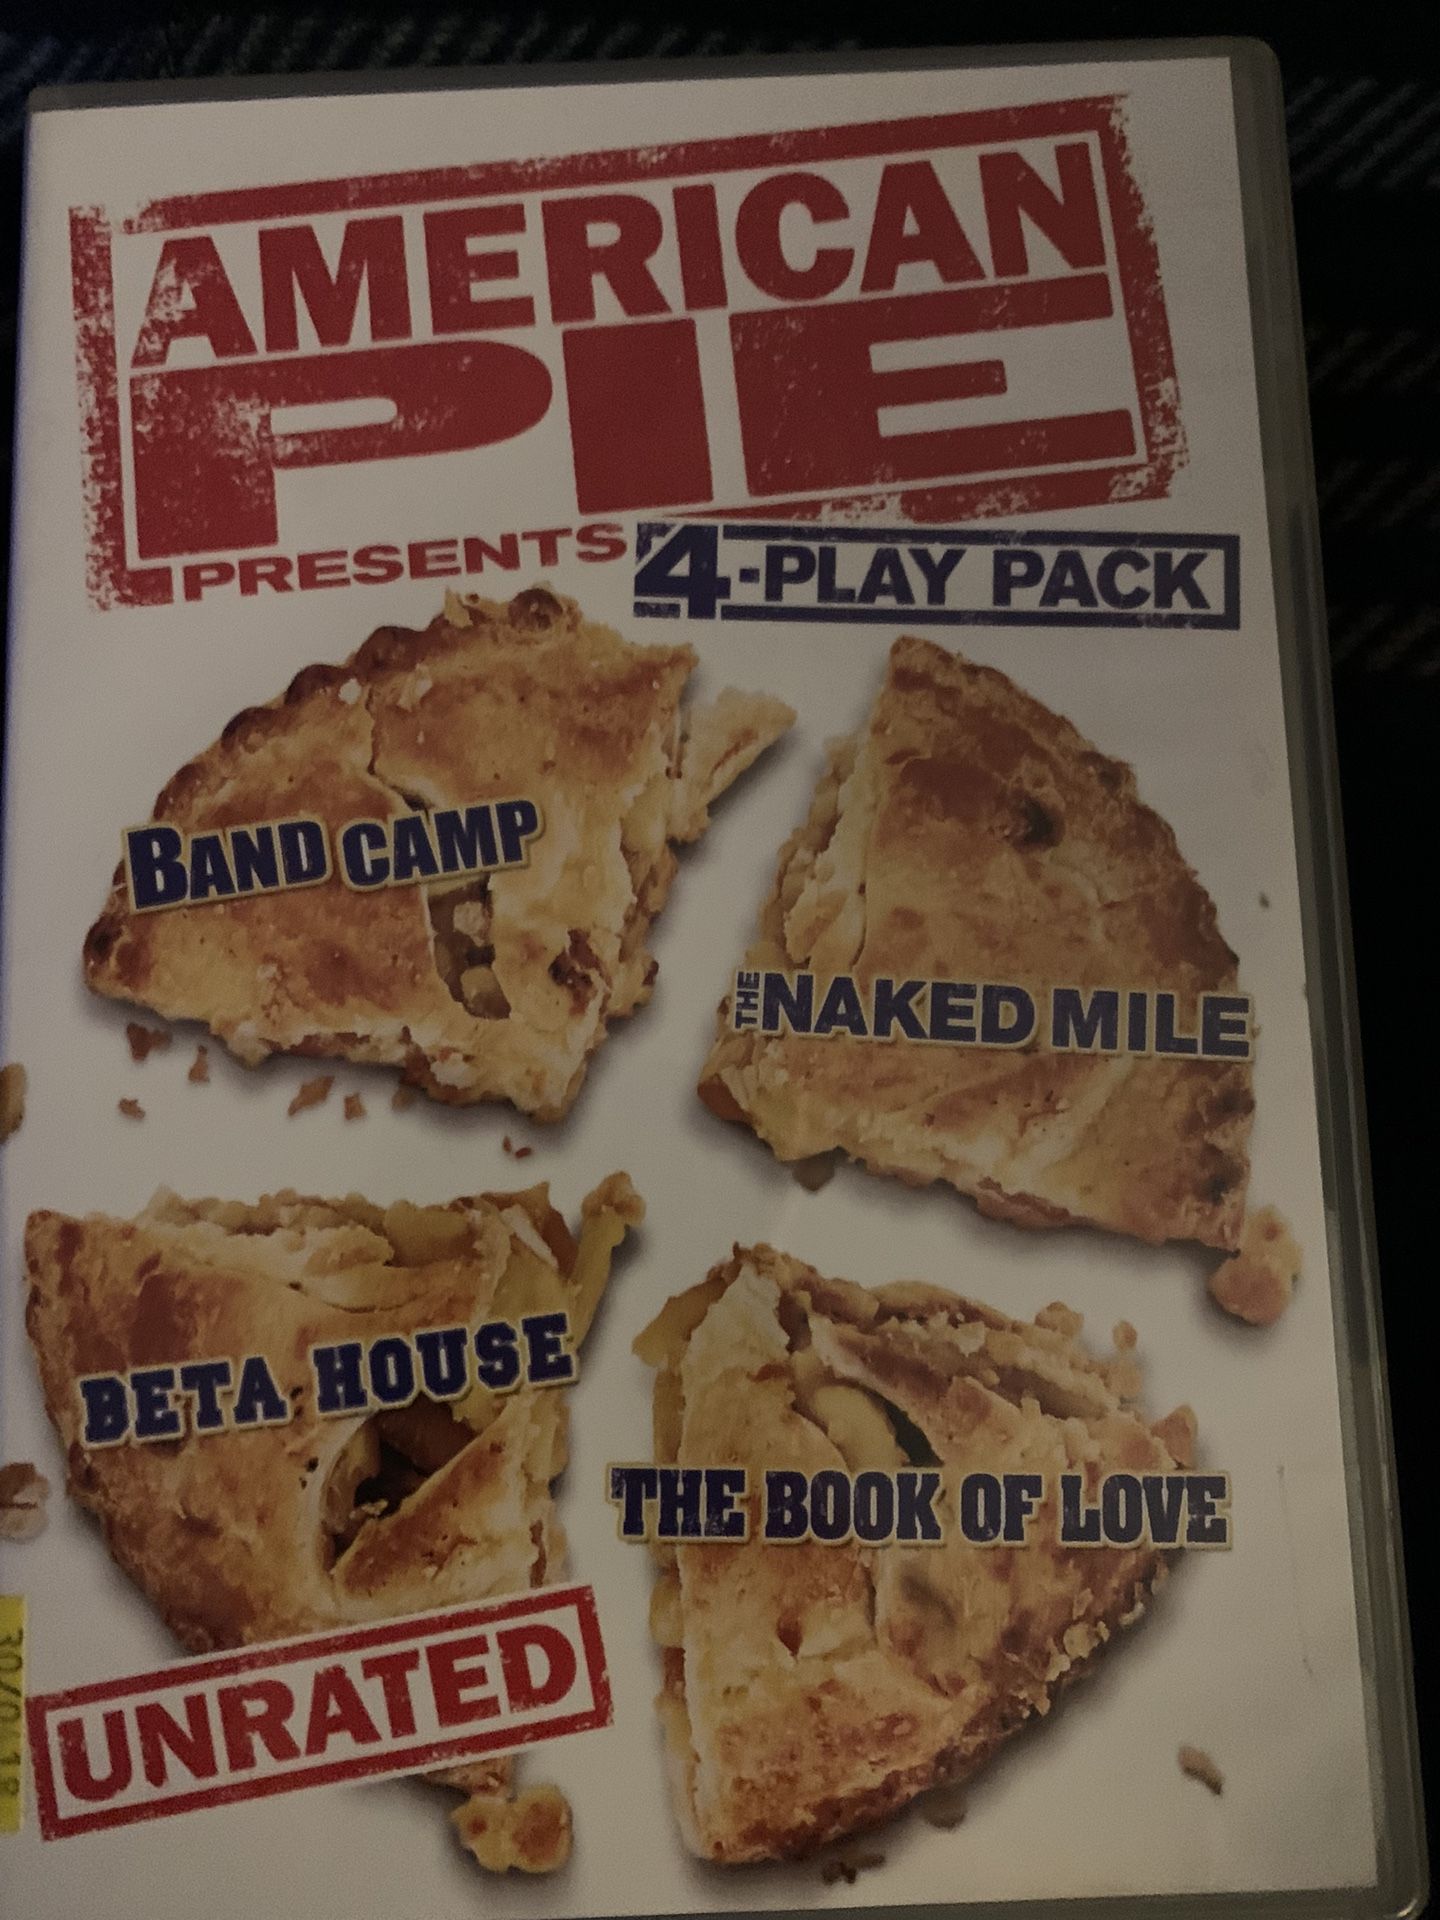 AMERICAN
PIE
PRESENTS 4-PLAY PACK
BAND CAMP
THE NAKED MILE
BETA HOUSE
THE BOOK OF LOVE
UNRATED